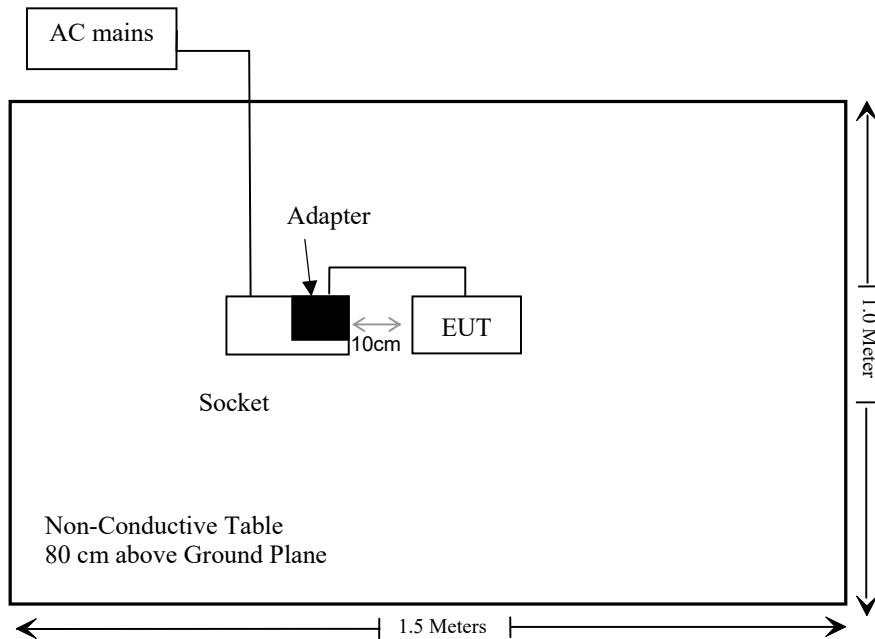 AC mains
Adapter
EUT
10cm
Socket
1.0 Meter
Non-Conductive Table
80 cm above Ground Plane
1.5 Meters